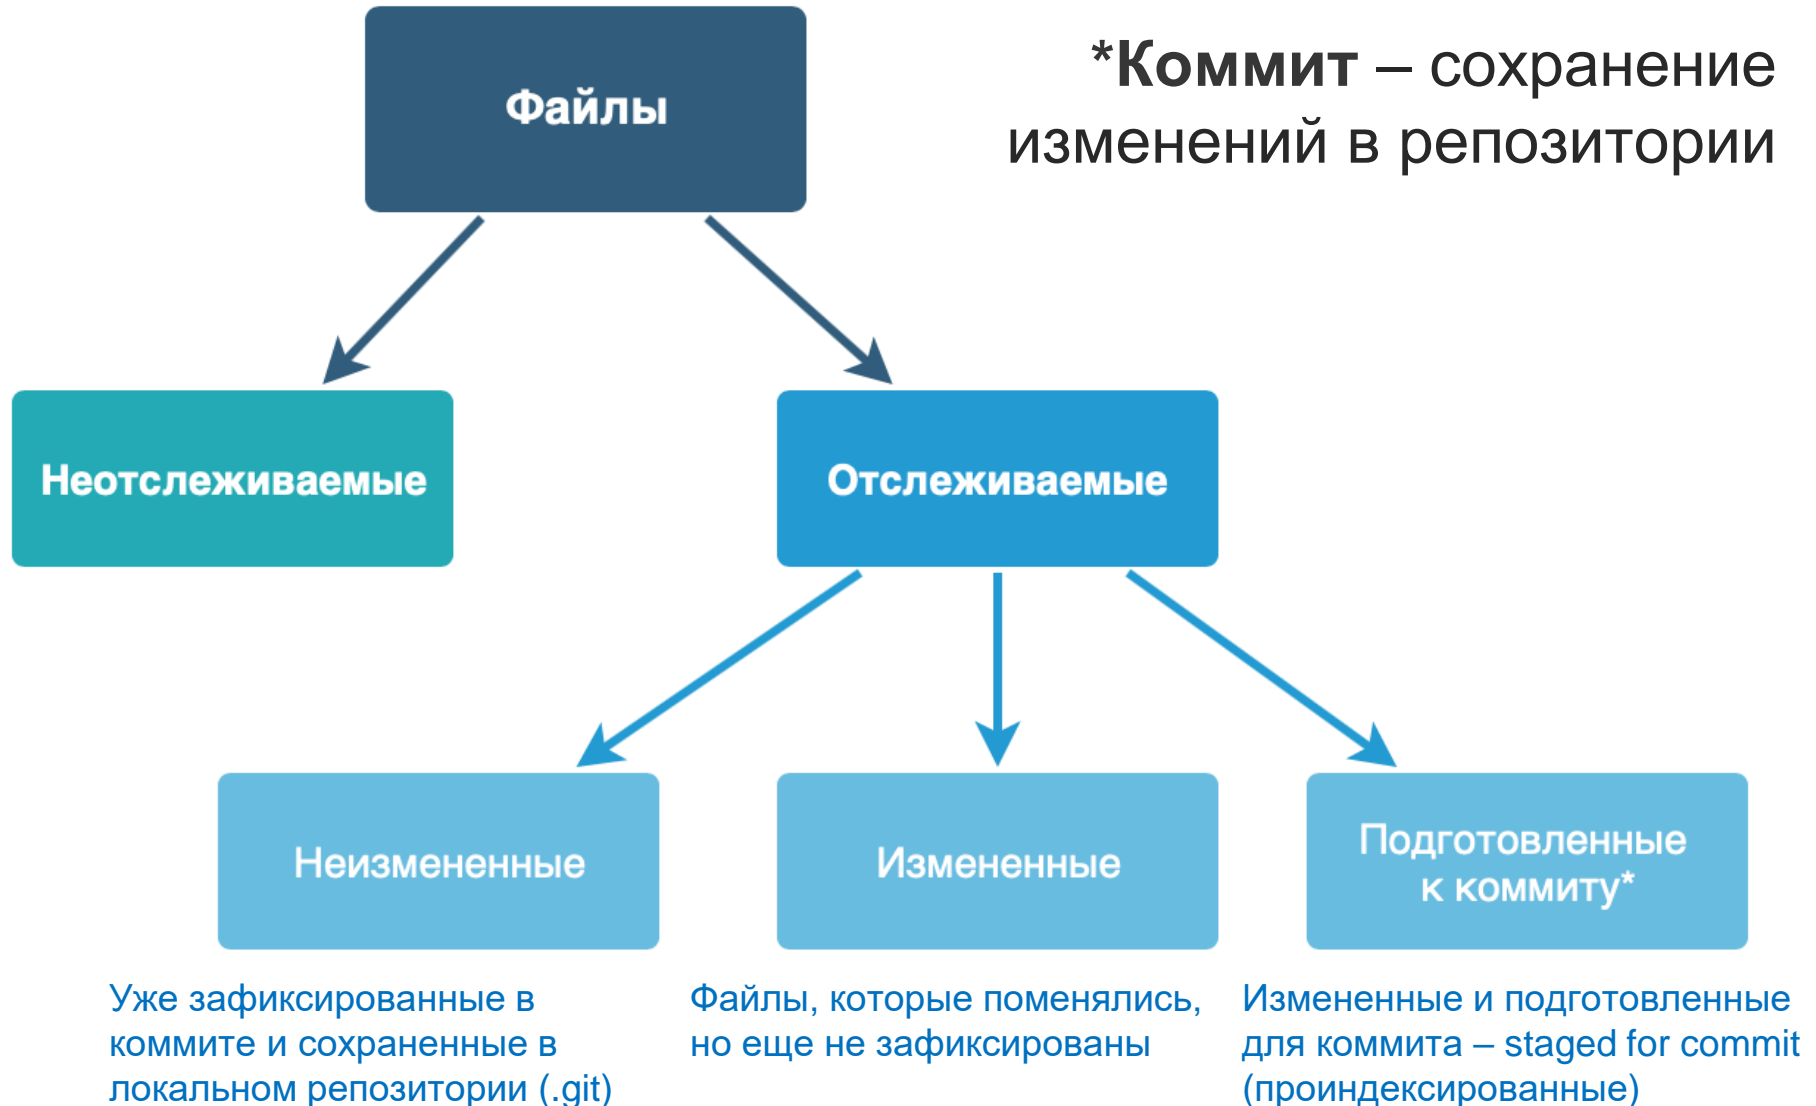 *Коммит – сохранение
изменений в репозитории
Файлы
Неотслеживаемые
Отслеживаемые
Неизмененные
Измененные
Подготовленные
к коммиту*
Уже зафиксированные в
коммите и сохраненные в
локальном репозитории (.git)
Файлы, которые поменялись,
но еще не зафиксированы
Измененные и подготовленные
для коммита – staged for commit
(проиндексированные)